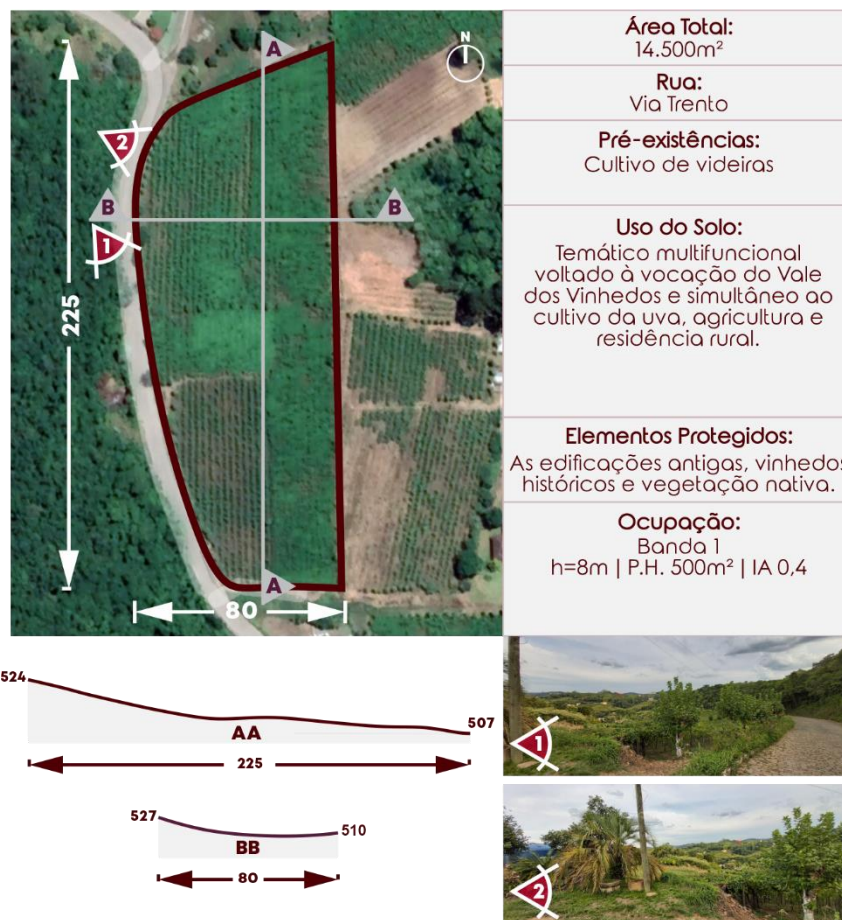 A
N
2
B
B
1
225
A
80
Área Total:
14.500m²
Rua:
Via Trento
Pré-existências:
Cultivo de videiras
Uso do Solo:
Temático multifuncional
voltado à vocação do Vale
dos Vinhedos e simultâneo ao
cultivo da uva, agricultura e
residência rural.
Elementos Protegidos:
As edificações antigas, vinhedos
históricos e vegetação nativa.
Ocupação:
Banda 1
h=8m | P.H. 500m² | IA 0,4
524
507
AA
225
527
510
BB
80
1
2